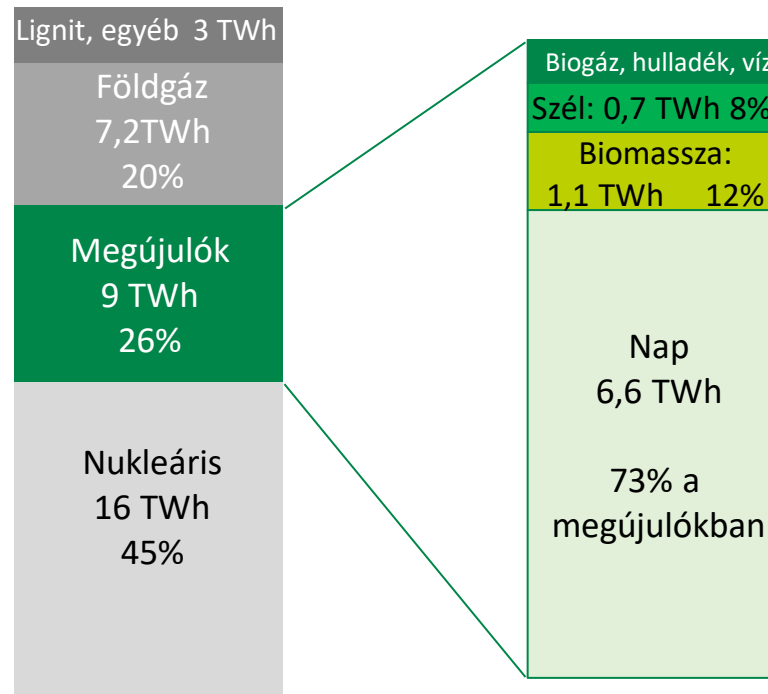 Lignit, egyéb 3 TWh
Földgáz
7,2TWh
20%
Megújulók
9 TWh
26%
Nukleáris
16 TWh
45%
Biogáz, hulladék, víz
Szél: 0,7 TWh 8%
Biomassza:
1,1 TWh 12%
Nap
6,6 TWh
73% a
megújulókban